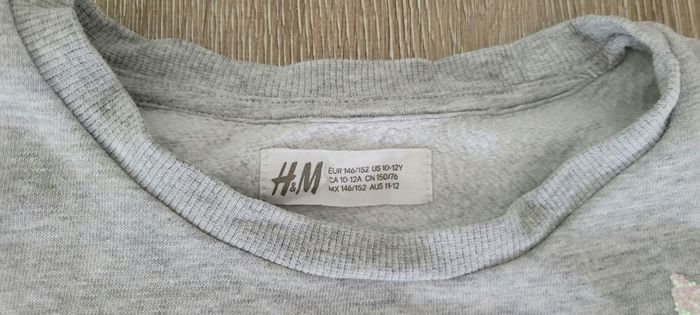 H&M
EUR 146/152 US 10-12Y
CA 10-12A CN 150/76
MX 146/152 AUS 11-12